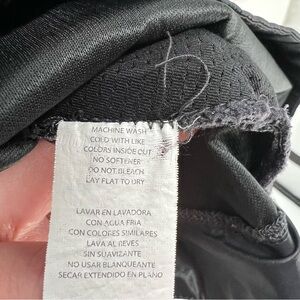 MACHINE WASH
COLD WITH LIKE
COLORS INSIDE OUT
NO SOFTENER
DO NOT BLEACH
LAY FLAT TO DRY
LAVAR EN LAVADORA
CON AGUA FRIA
CON COLORES SIMILARES
LAVA AL REVES
SIN SUAVIZANTE
NO USAR BLANQUEANTE
SECAR EXTENDIDO EN PLANO